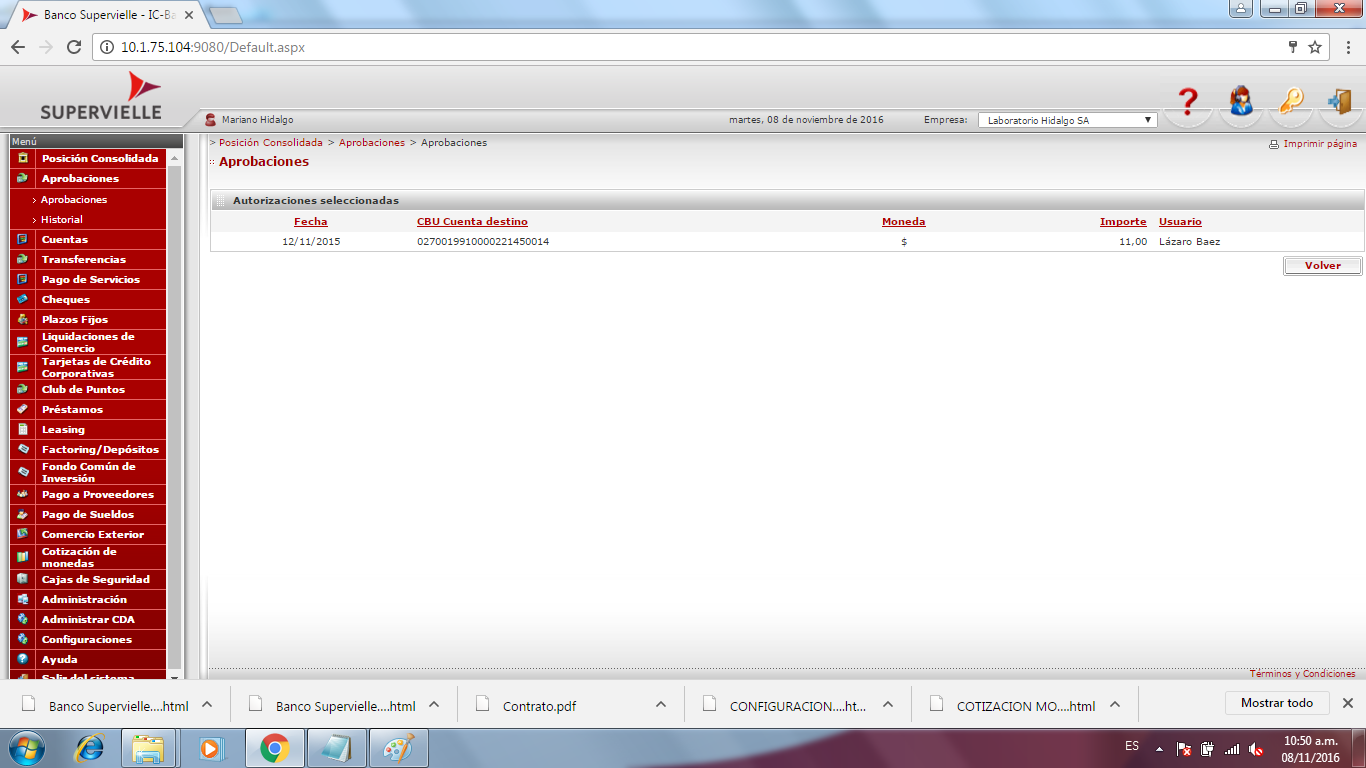 Banco Supervielle - IC-Ba
10.1.75.104:9080/Default.aspx
SUPERVIELLE
Mariano Hidalgo
martes, 08 de noviembre de 2016
Empresa:
Laboratorio Hidalgo SA
Menú
Posición Consolidada
Aprobaciones
> Aprobaciones
> Historial
Cuentas
Transferencias
Pago de Servicios
Cheques
Plazos Fijos
Liquidaciones de
Comercio
Tarjetas de Crédito
Corporativas
Club de Puntos
Préstamos
Leasing
Factoring/Depósitos
Fondo Común de
Inversión
Pago a Proveedores
Pago de Sueldos
Comercio Exterior
Cotización de
monedas
Cajas de Seguridad
Administración
Administrar CDA
Configuraciones
Ayuda
Salir del sistema
> Posición Consolidada > Aprobaciones > Aprobaciones
Imprimir página
Aprobaciones
Autorizaciones seleccionadas
Fecha CBU Cuenta destino Moneda Importe Usuario
12/11/2015 0270019910000221450014 $ 11,00 Lázaro Baez
Volver
Términos y Condiciones
Banco Supervielle....html
Banco Supervielle....html
Contrato.pdf
CONFIGURACION....ht...
COTIZACION MO....html
Mostrar todo
ES
10:50 a.m.
08/11/2016